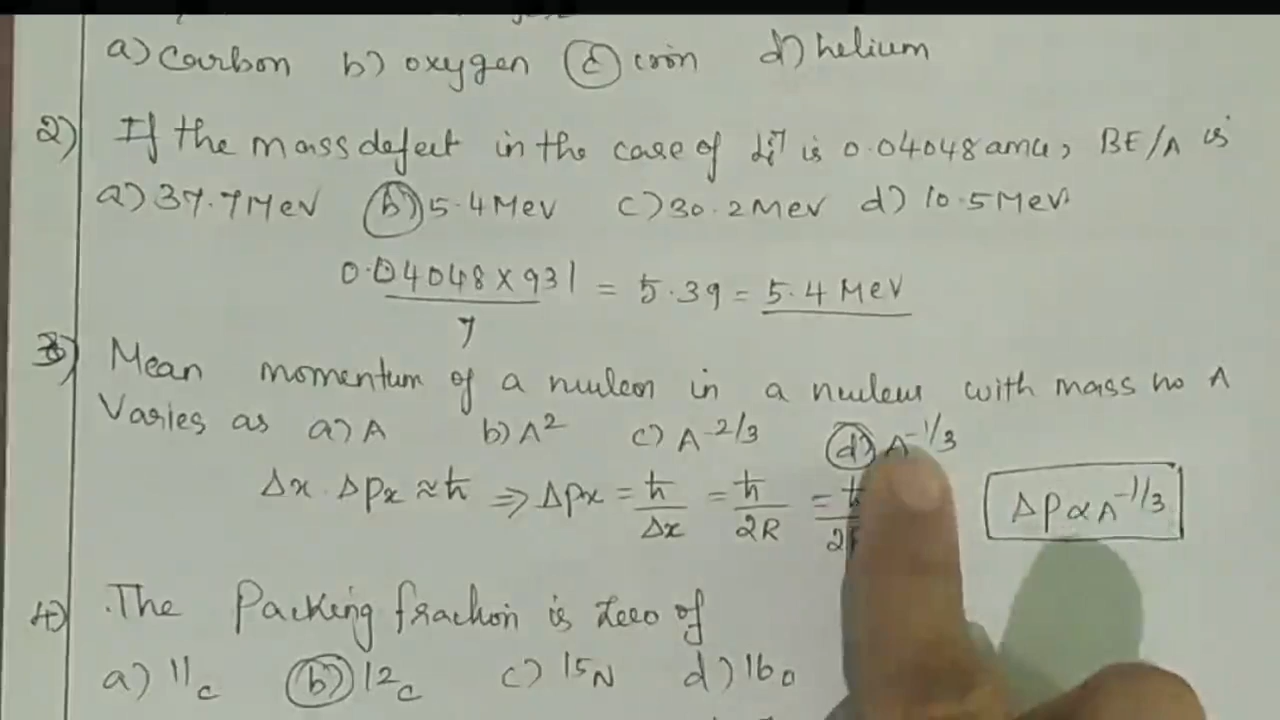 a) Carbon b) oxygen c) iron d) helium
2) If the mass defect in the case of Li⁷ is 0.04048 amu, BE/A is
a) 37.7 MeV b) 5.4 MeV c) 30.2 MeV d) 10.5 MeV
0.04048 × 931
= 5.39 = 5.4 MeV
7
3) Mean momentum of a nucleon in a nucleus with mass no A
Varies as a) A b) A² c) A^-2/3 d) A^-1/3
Δx . Δpx ≈ ħ ⇒ Δpx = ħ/Δx = ħ/2R = ΔP ∝ A^-1/3
4) The Packing fraction is Zero of
a) 11C b) 12C c) 15N d) 16O